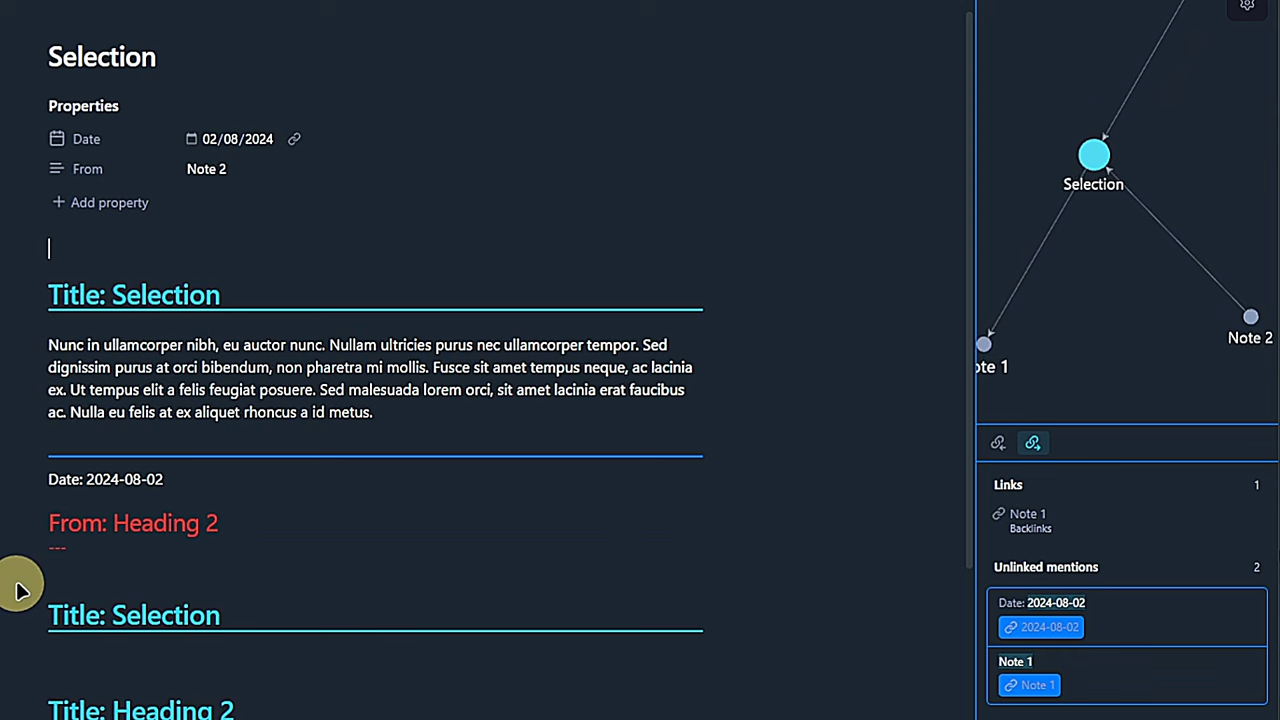 Selection
Properties
Date 02/08/2024
From Note 2
Add property
Title: Selection
Nunc in ullamcorper nibh, eu auctor nunc. Nullam ultricies purus nec ullamcorper tempor. Sed
dignissim purus at orci bibendum, non pharetra mi mollis. Fusce sit amet tempus neque, ac lacinia
ex. Ut tempus elit a felis feugiat posuere. Sed malesuada lorem orci, sit amet lacinia erat faucibus
ac. Nulla eu felis at ex aliquet rhoncus a id metus.
Date: 2024-08-02
From: Heading 2
---
Title: Selection
Title: Heading 2
Selection
Note 2
ote 1
Links 1
Note 1
Backlinks
Unlinked mentions 2
Date: 2024-08-02
2024-08-02
Note 1
Note 1